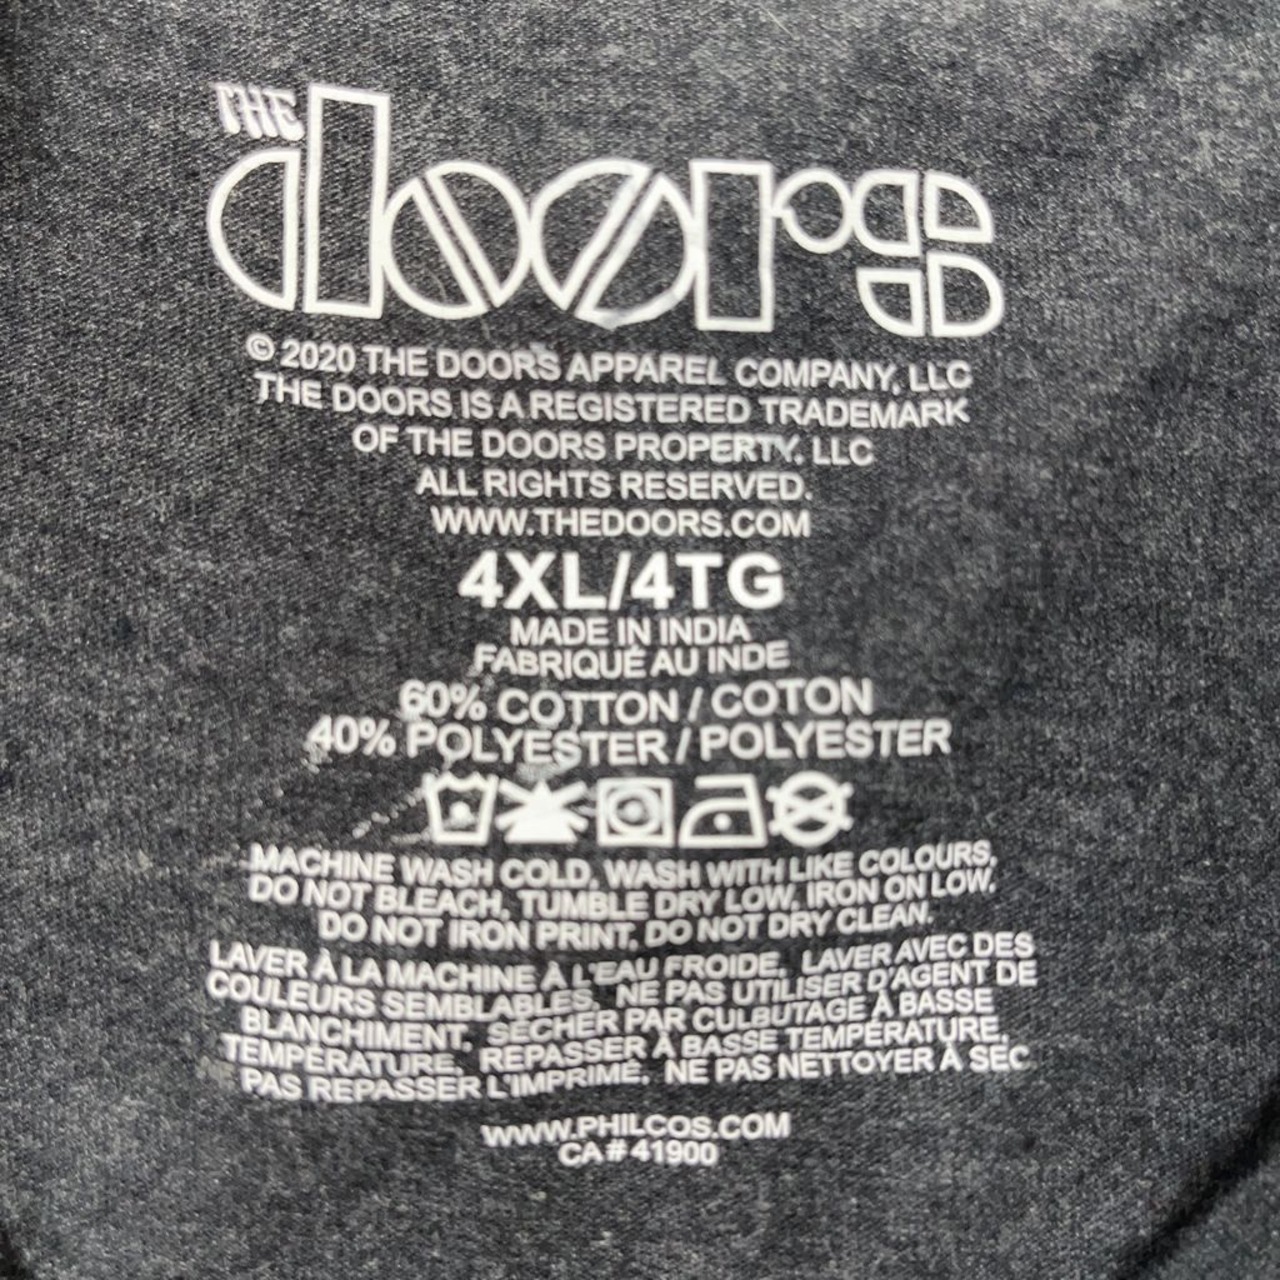 THE
doors
© 2020 THE DOORS APPAREL COMPANY, LLC
THE DOORS IS A REGISTERED TRADEMARK
OF THE DOORS PROPERTY, LLC
ALL RIGHTS RESERVED.
WWW.THEDOORS.COM
4XL/4TG
MADE IN INDIA
FABRIQUÉ AU INDE
60% COTTON / COTON
40% POLYESTER / POLYESTER
MACHINE WASH COLD, WASH WITH LIKE COLOURS,
DO NOT BLEACH, TUMBLE DRY LOW, IRON ON LOW,
DO NOT IRON PRINT, DO NOT DRY CLEAN.
LAVER À LA MACHINE À L'EAU FROIDE, LAVER AVEC DES
COULEURS SEMBLABLES, NE PAS UTILISER D'AGENT DE
BLANCHIMENT, SÉCHER PAR CULBUTAGE À BASSE
TEMPÉRATURE, REPASSER À BASSE TEMPÉRATURE,
PAS REPASSER L'IMPRIMÉ, NE PAS NETTOYER À SEC
WWW.PHILCOS.COM
CA # 41900